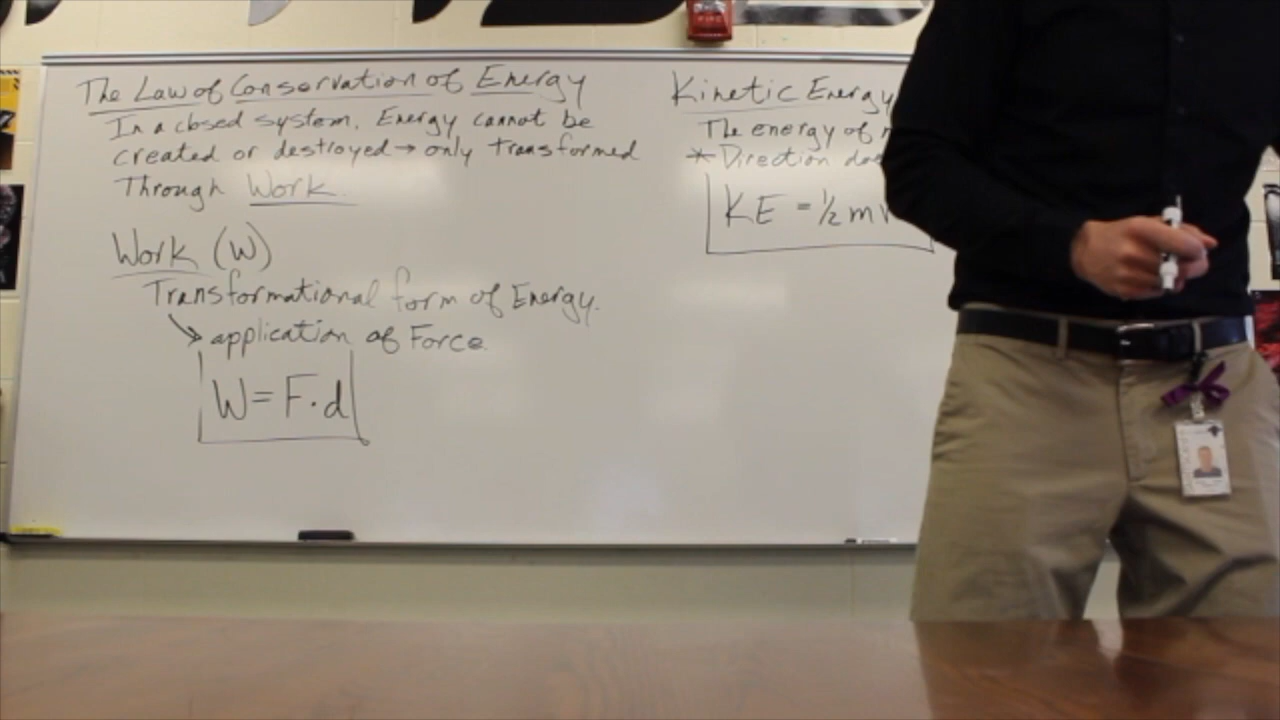 The Law of Conservation of Energy
In a closed system, Energy cannot be
created or destroyed → only transformed
Through Work.
Work (W)
Transformational form of Energy.
↘ application of Force.
W = F · d
Kinetic Energy
The energy of
* Direction
KE = ½ m